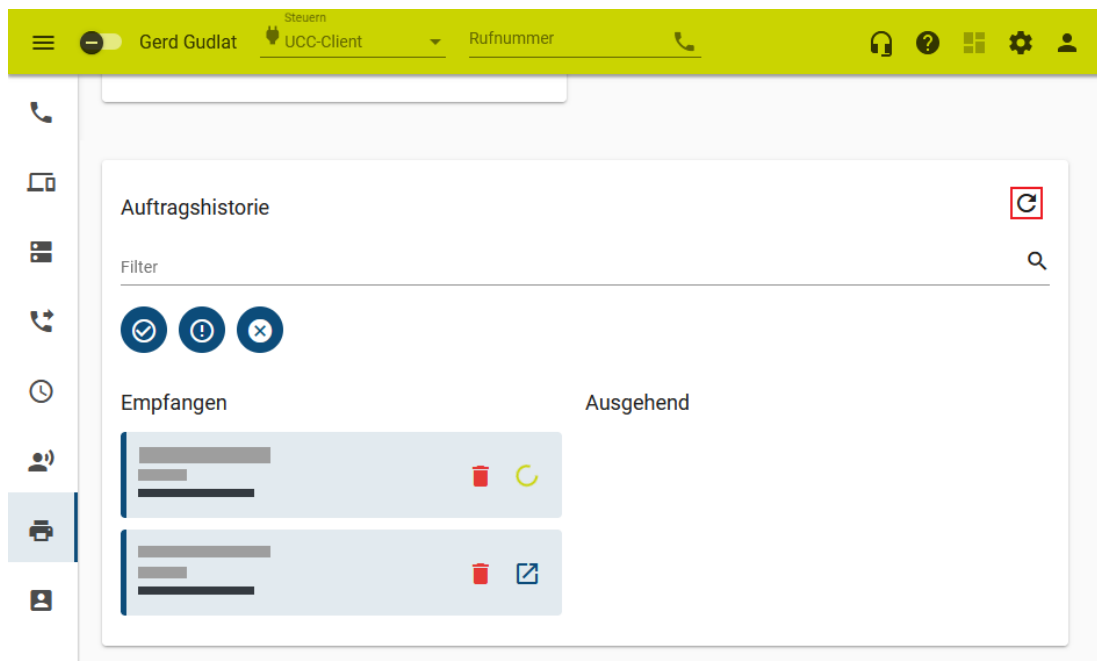 Steuern
Gerd Gudlat
UCC-Client
Rufnummer
Auftragshistorie
Filter
Empfangen
Ausgehend